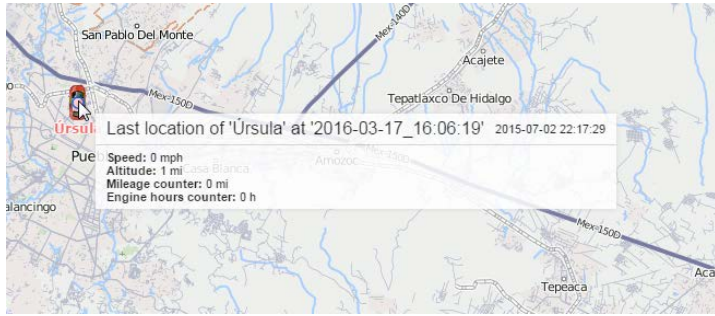 San Pablo Del Monte
Mex-140D
Acajete
Mex-150D
Tepatlaxco De Hidalgo
Úrsula
Last location of 'Úrsula' at '2016-03-17_16:06:19' 2015-07-02 22:17:29
Speed: 0 mph
Altitude: 1 mi
Mileage counter: 0 mi
Engine hours counter: 0 h
Casa Blanca
Amozoc
Mex-150D
alancingo
Mex-150D
Tepeaca
Aca